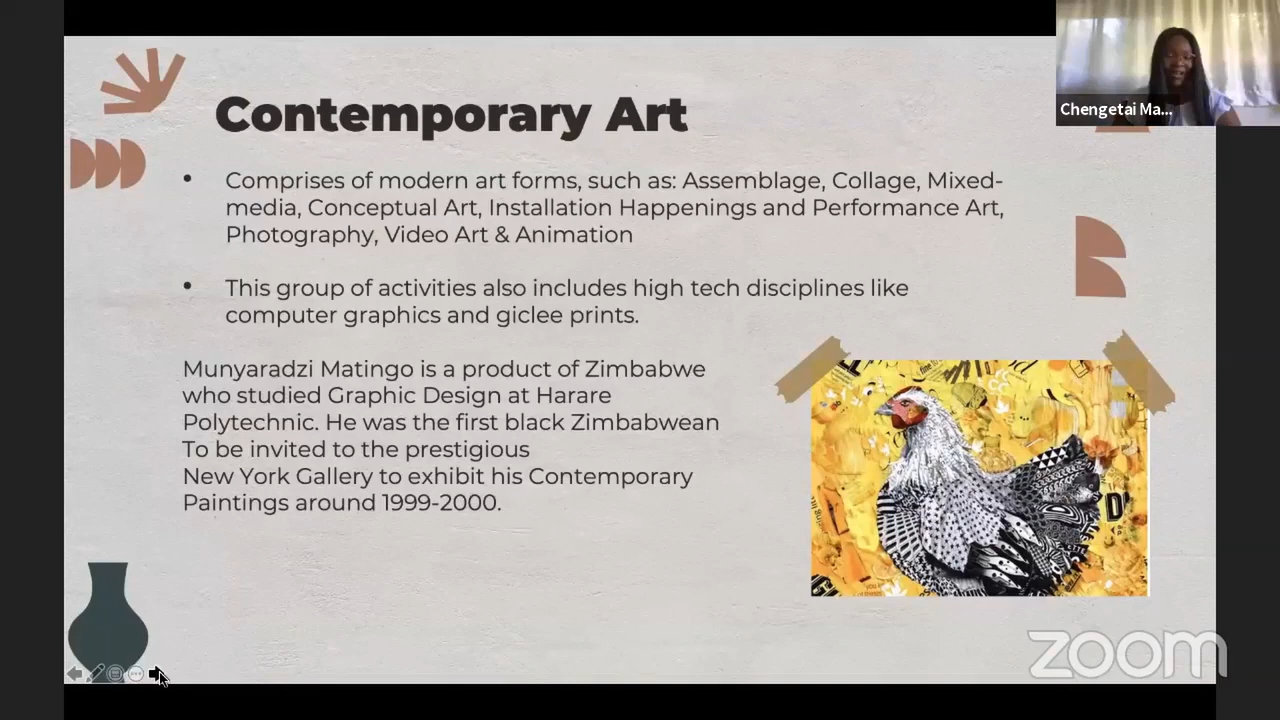 Contemporary Art
Chengetai Ma...
• Comprises of modern art forms, such as: Assemblage, Collage, Mixed-
media, Conceptual Art, Installation Happenings and Performance Art,
Photography, Video Art & Animation
• This group of activities also includes high tech disciplines like
computer graphics and giclee prints.
Munyaradzi Matingo is a product of Zimbabwe
who studied Graphic Design at Harare
Polytechnic. He was the first black Zimbabwean
To be invited to the prestigious
New York Gallery to exhibit his Contemporary
Paintings around 1999-2000.
zoom